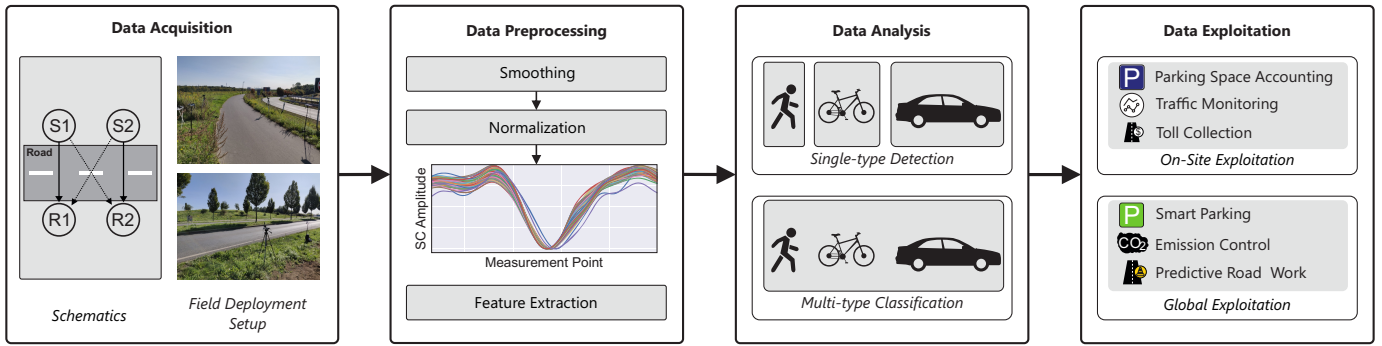 Data Acquisition
S1
S2
Road
R1
R2
Schematics
Field Deployment
Setup
Data Preprocessing
Smoothing
Normalization
SC Amplitude
Measurement Point
Feature Extraction
Data Analysis
Single-type Detection
Multi-type Classification
Data Exploitation
P Parking Space Accounting
Traffic Monitoring
$ Toll Collection
On-Site Exploitation
P Smart Parking
CO2 Emission Control
Predictive Road Work
Global Exploitation